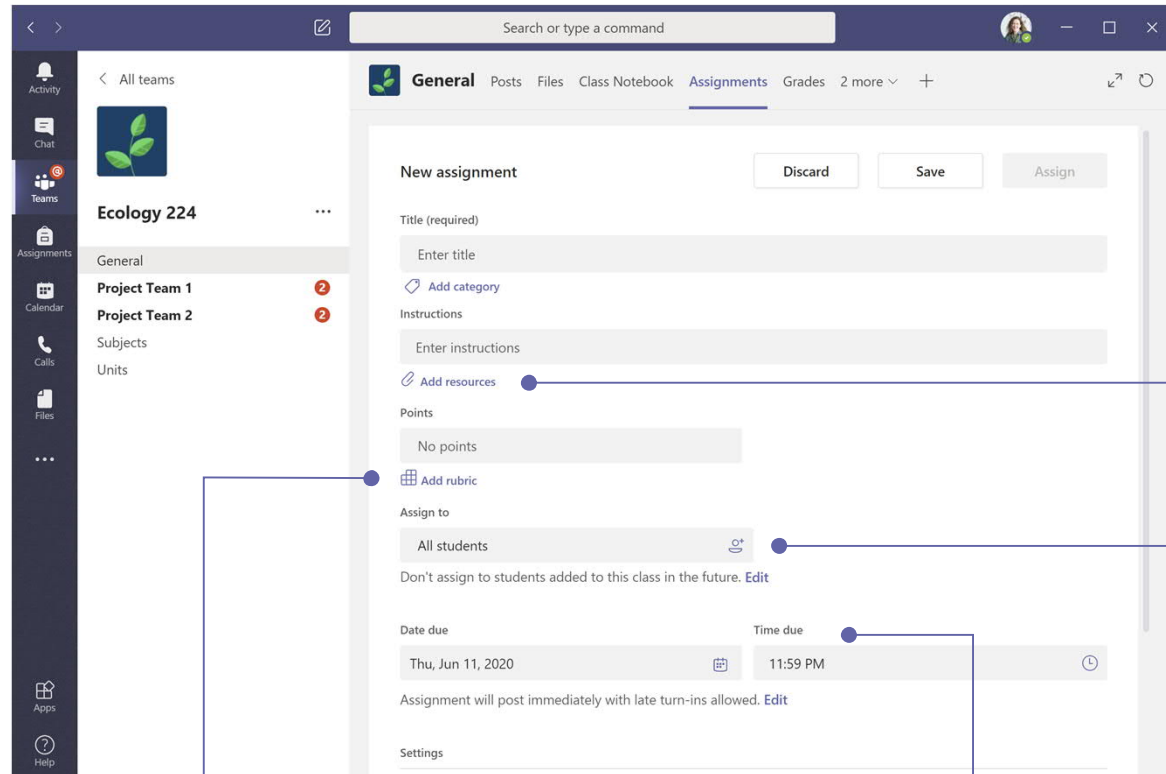 Search or type a command
Activity
Chat
@
Teams
Assignments
Calendar
Calls
Files
Apps
Help
All teams
Ecology 224
General
Project Team 1 2
Project Team 2 2
Subjects
Units
General Posts Files Class Notebook Assignments Grades 2 more
New assignment
Discard Save Assign
Title (required)
Enter title
Add category
Instructions
Enter instructions
Add resources
Points
No points
Add rubric
Assign to
All students
Don't assign to students added to this class in the future. Edit
Date due Time due
Thu, Jun 11, 2020 11:59 PM
Assignment will post immediately with late turn-ins allowed. Edit
Settings